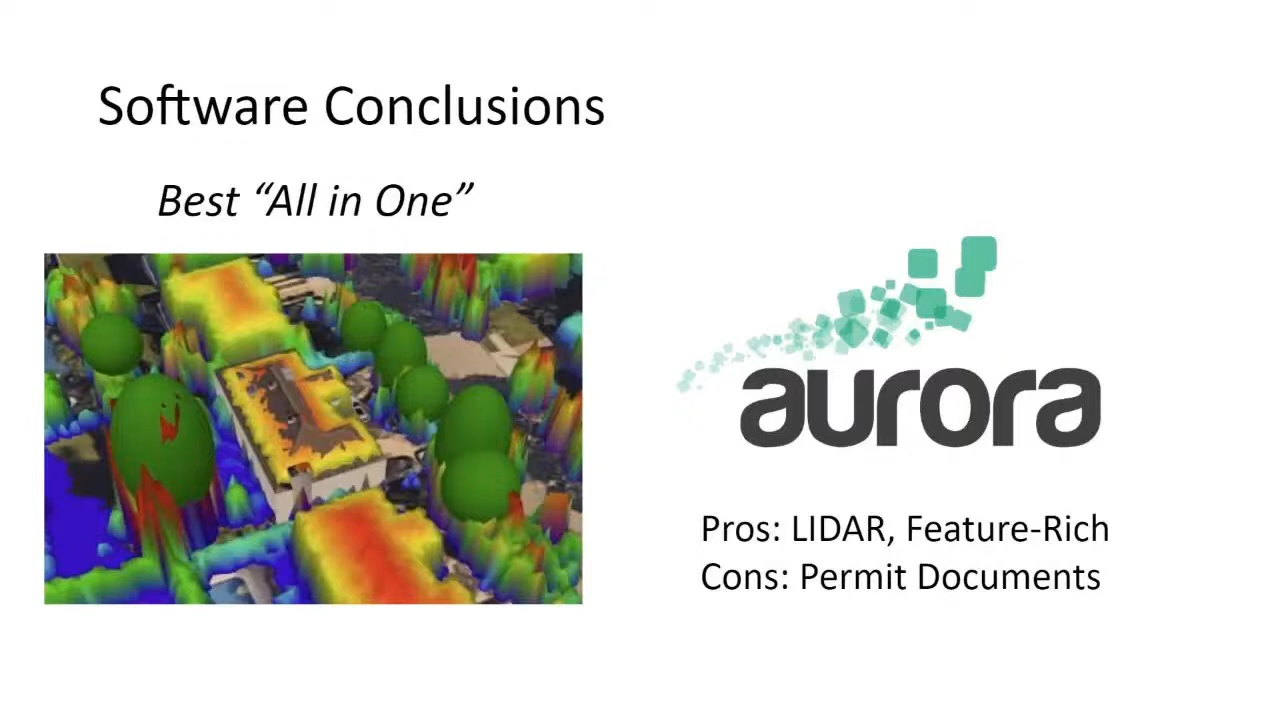 Software Conclusions
Best “All in One”
aurora
Pros: LIDAR, Feature-Rich
Cons: Permit Documents